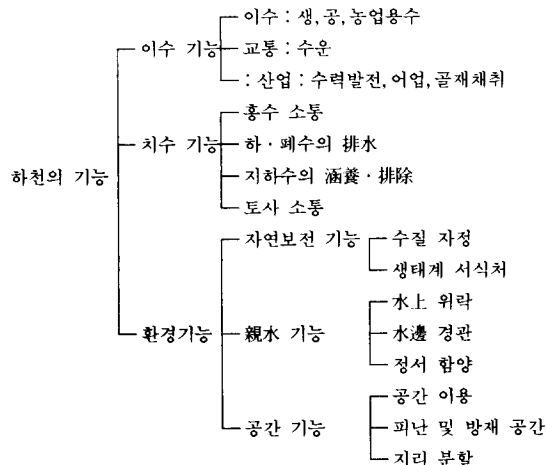 이수 : 생,공,농업용수
이수 기능
교통 : 수운
: 산업 : 수력발전,어업,골재채취
홍수 소통
치수 기능
하·폐수의 排水
하천의 기능
지하수의 涵養·排除
토사 소통
자연보전 기능
수질 자정
생태계 서식처
水上 위락
환경기능
親水 기능
水邊 경관
정서 함양
공간 이용
공간 기능
피난 및 방재 공간
지리 분할